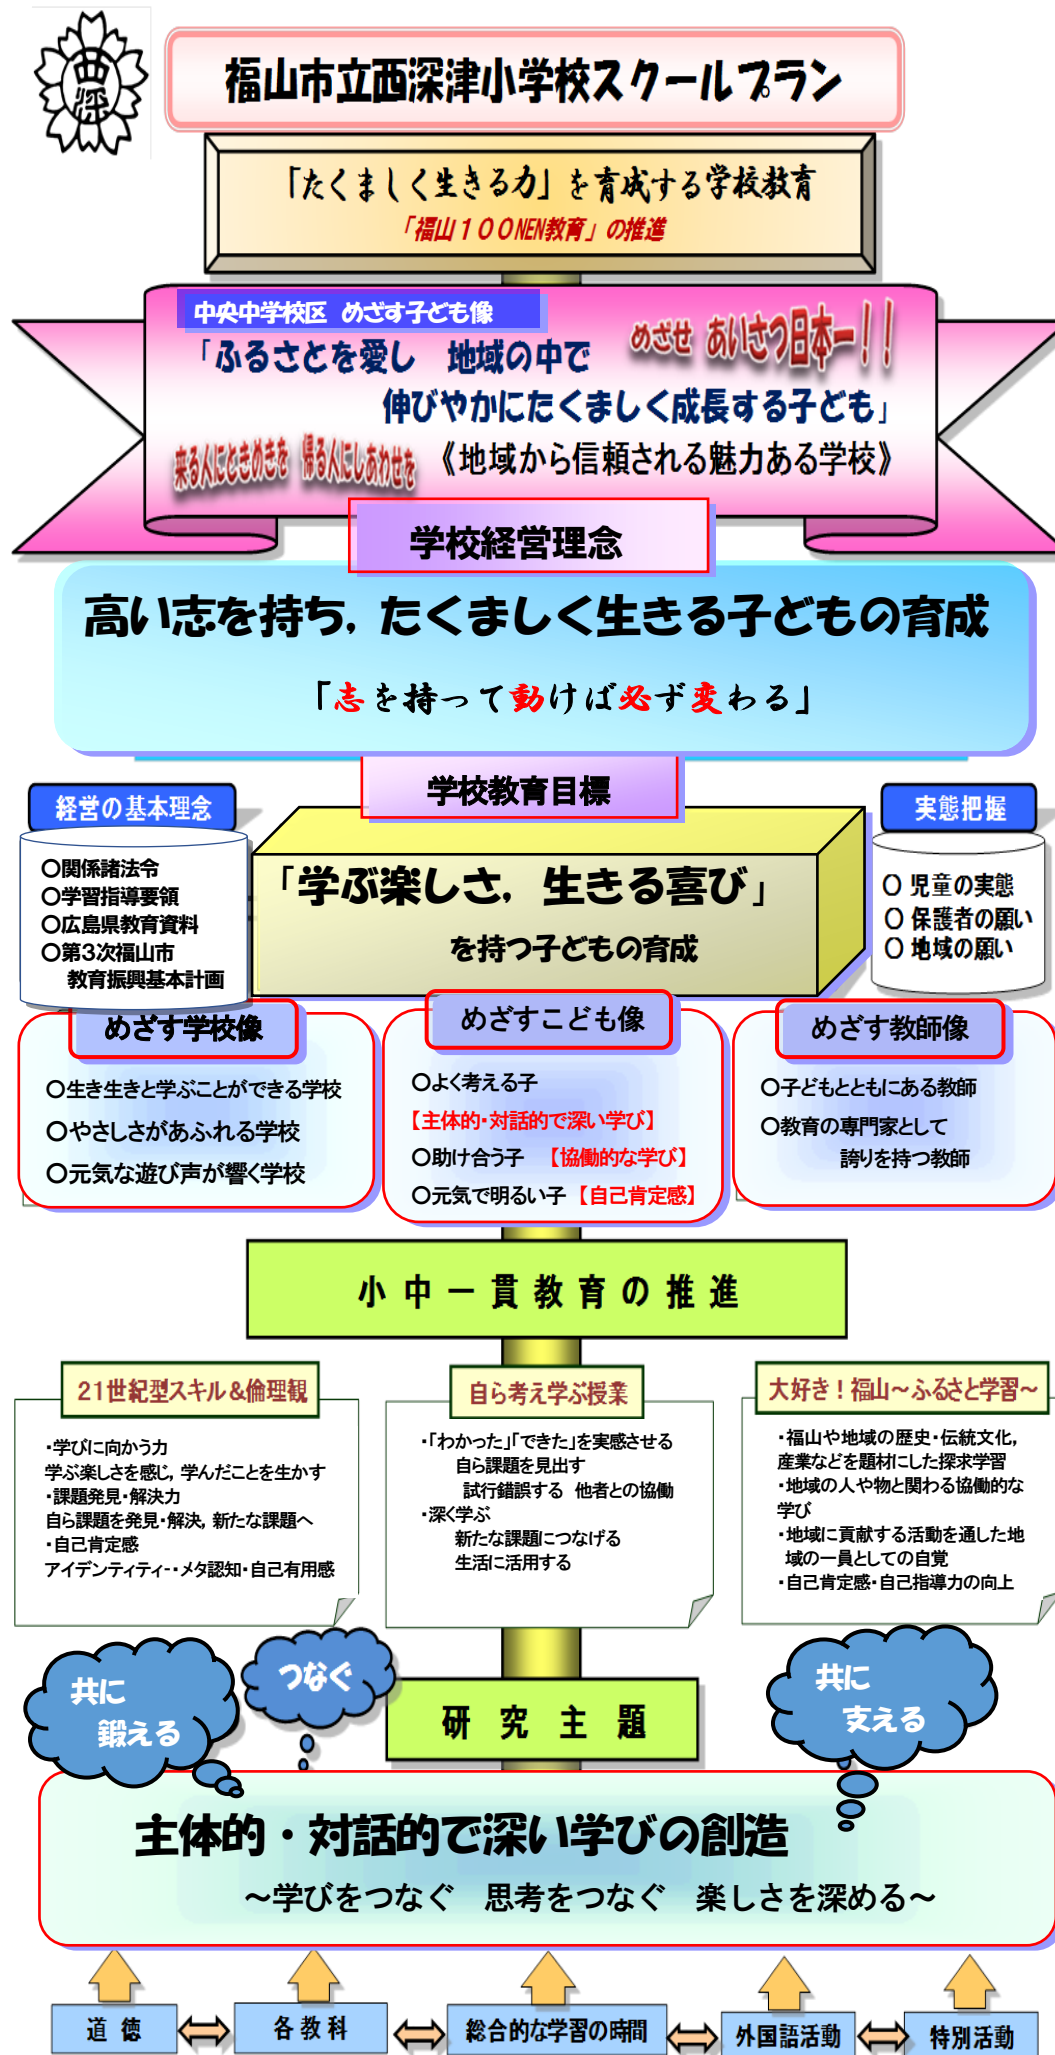 西深
福山市立西深津小学校スクールプラン
「たくましく生きる力」を育成する学校教育
「福山１００NEN教育」の推進
中央中学校区 めざす子ども像
めざせ あいさつ日本一！！
「ふるさとを愛し 地域の中で
伸びやかにたくましく成長する子ども」
来る人にときめきを 帰る人にしあわせを
《地域から信頼される魅力ある学校》
学校経営理念
高い志を持ち，たくましく生きる子どもの育成
「志を持って動けば必ず変わる」
学校教育目標
経営の基本理念
○関係諸法令
○学習指導要領
○広島県教育資料
○第３次福山市
教育振興基本計画
「学ぶ楽しさ，生きる喜び」
を持つ子どもの育成
実態把握
○ 児童の実態
○ 保護者の願い
○ 地域の願い
めざす学校像
○生き生きと学ぶことができる学校
○やさしさがあふれる学校
○元気な遊び声が響く学校
めざすこども像
○よく考える子
【主体的・対話的で深い学び】
○助け合う子 【協働的な学び】
○元気で明るい子 【自己肯定感】
めざす教師像
○子どもとともにある教師
○教育の専門家として
誇りを持つ教師
小中一貫教育の推進
21世紀型スキル＆倫理観
・学びに向かう力
学ぶ楽しさを感じ，学んだことを生かす
・課題発見・解決力
自ら課題を発見・解決，新たな課題へ
・自己肯定感
アイデンティティ-・メタ認知・自己有用感
自ら考え学ぶ授業
・「わかった」「できた」を実感させる
自ら課題を見出す
試行錯誤する 他者との協働
・深く学ぶ
新たな課題につなげる
生活に活用する
大好き！福山～ふるさと学習～
・福山や地域の歴史・伝統文化，
産業などを題材にした探求学習
・地域の人や物と関わる協働的な
学び
・地域に貢献する活動を通した地
域の一員としての自覚
・自己肯定感・自己指導力の向上
共に
鍛える
つなぐ
共に
支える
研究主題
主体的・対話的で深い学びの創造
～学びをつなぐ 思考をつなぐ 楽しさを深める～
道徳
各教科
総合的な学習の時間
外国語活動
特別活動